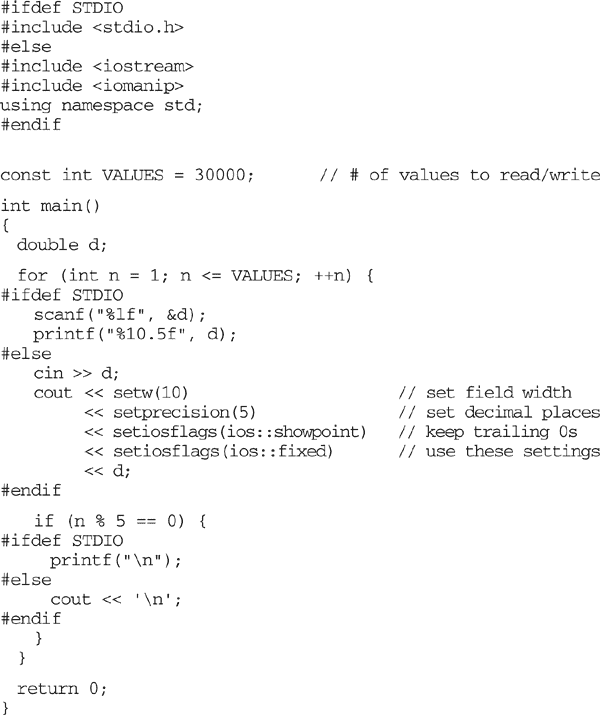 #ifdef STDIO
#include <stdio.h>
#else
#include <iostream>
#include <iomanip>
using namespace std;
#endif
const int VALUES = 30000;       // # of values to read/write
int main()
{
  double d;
  for (int n = 1; n <= VALUES; ++n) {
#ifdef STDIO
    scanf("%lf", &d);
    printf("%10.5f", d);
#else
    cin >> d;
    cout << setw(10)                      // set field width
         << setprecision(5)               // set decimal places
         << setiosflags(ios::showpoint)   // keep trailing 0s
         << setiosflags(ios::fixed)       // use these settings
         << d;
#endif
    if (n % 5 == 0) {
#ifdef STDIO
      printf("\n");
#else
      cout << '\n';
#endif
    }
  }
  return 0;
}